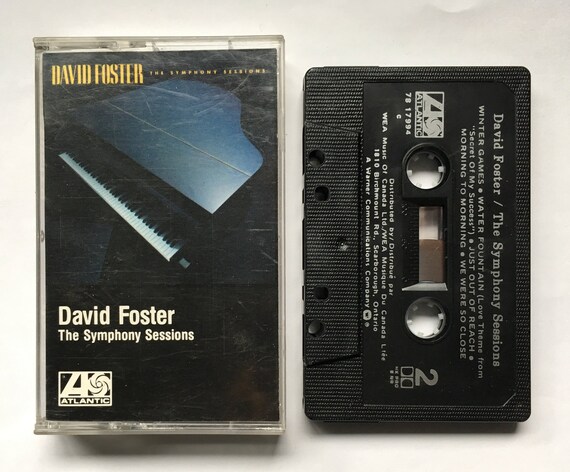 DAVID FOSTER THE SYMPHONY SESSIONS
David Foster
The Symphony Sessions
ATLANTIC
David Foster / The Symphony Sessions
WINTER GAMES • WATER FOUNTAIN (Love Theme from
"Secret Of My Success") • JUST OUT OF REACH •
MORNING TO MORNING • WE WERE SO CLOSE
ATLANTIC
78 17994
C
Distributed by/Distribué par
WEA Music Of Canada Ltd./WEA Musique Du Canada Ltée
1810 Birchmount Rd., Scarborough, Ontario
A Warner Communications Company
2